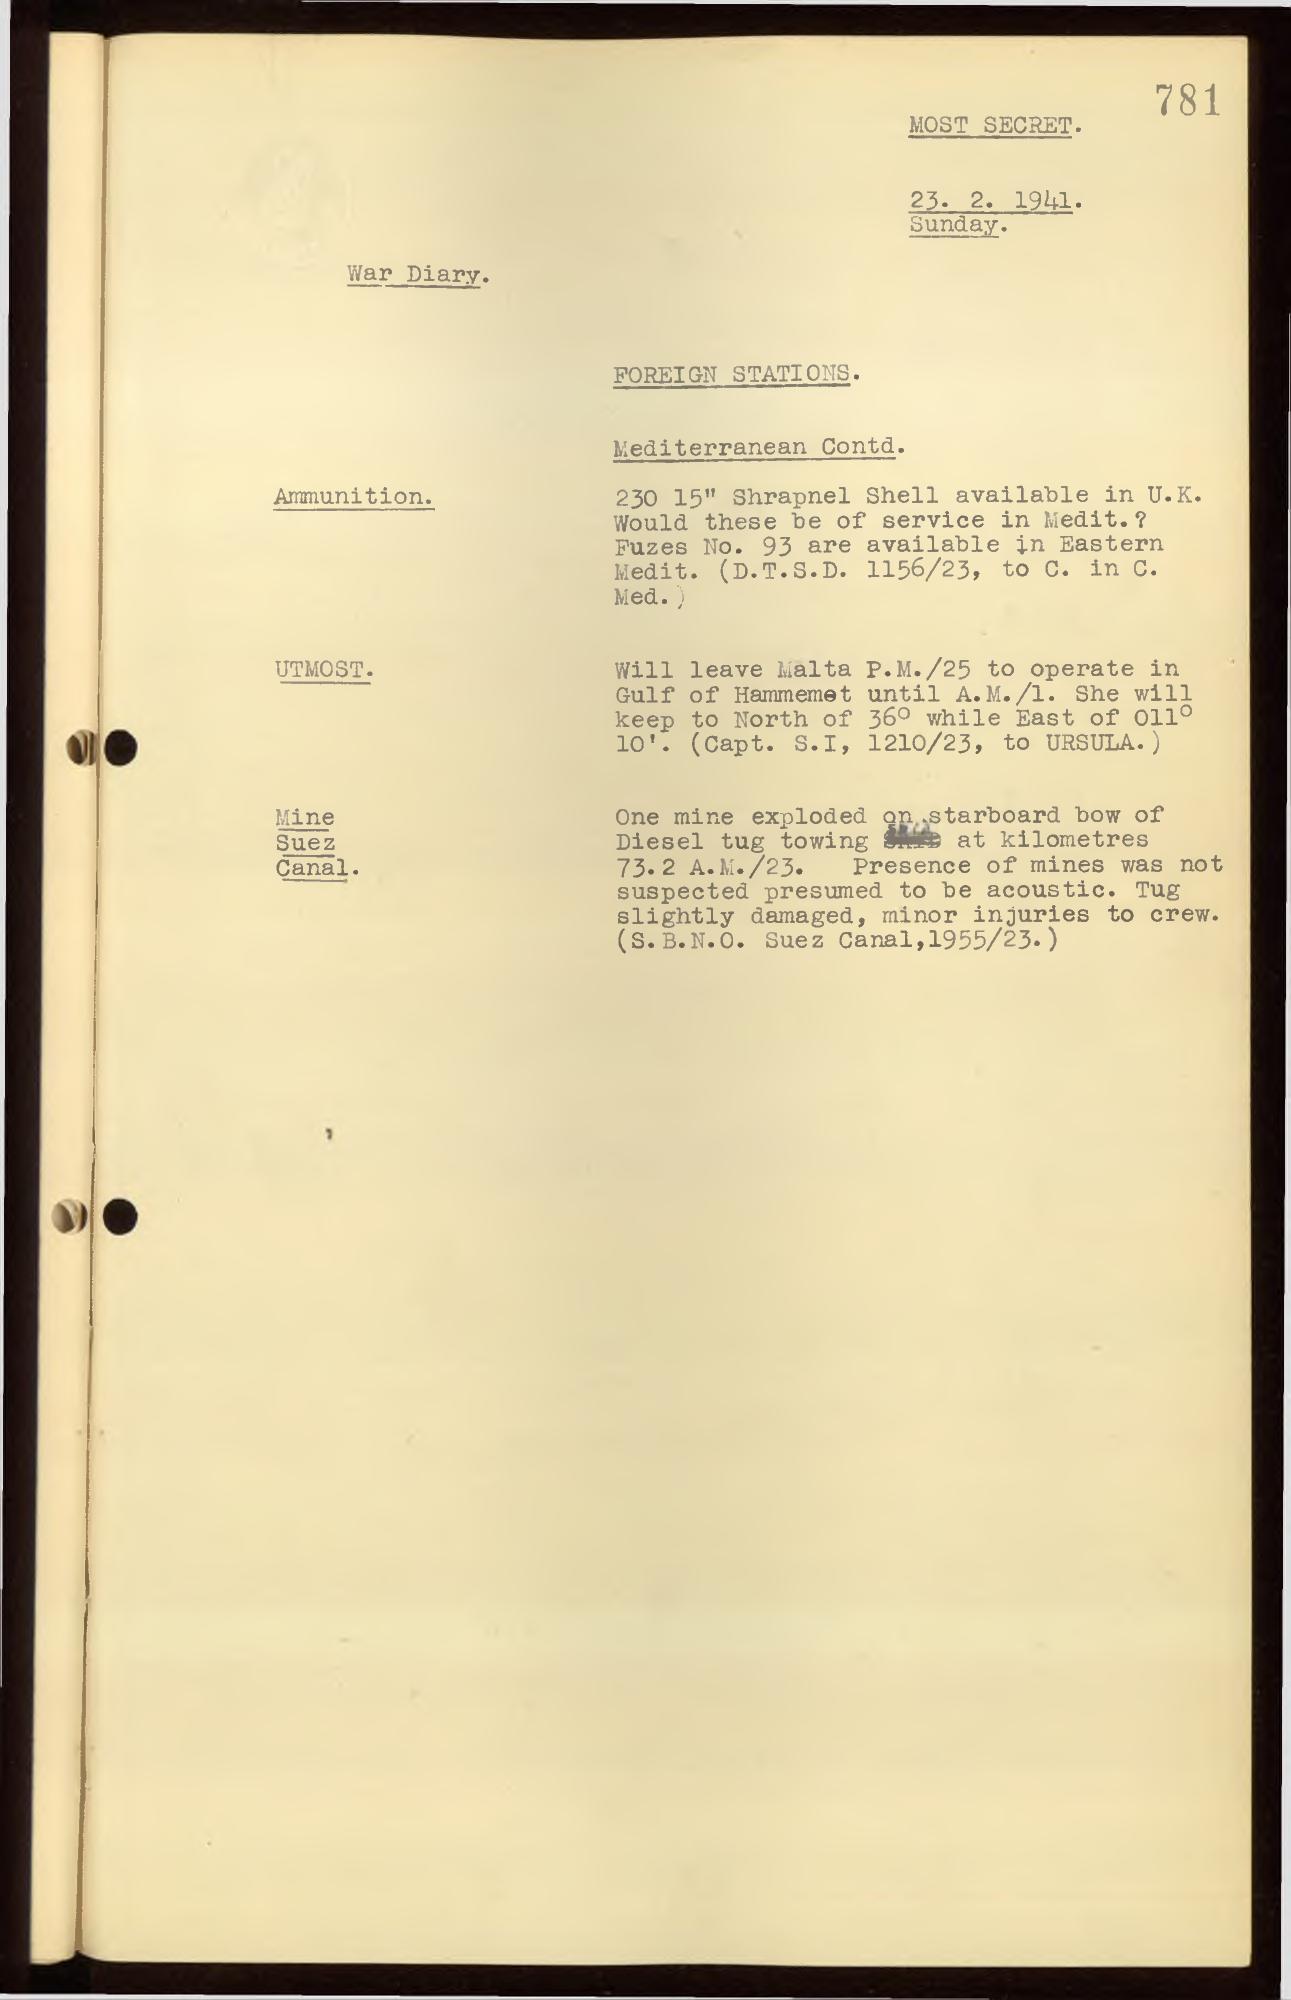 781
MOST SECRET.
23. 2. 1941.
Sunday.
War Diary.
FOREIGN STATIONS.
Mediterranean Contd.
Ammunition.
230 15" Shrapnel Shell available in U.K.
Would these be of service in Medit.?
Fuzes No. 93 are available in Eastern
Medit. (D.T.S.D. 1156/23, to C. in C.
Med.)
UTMOST.
Will leave Malta P.M./25 to operate in
Gulf of Hammemet until A.M./1. She will
keep to North of 36° while East of 011°
10'. (Capt. S.I, 1210/23, to URSULA.)
Mine
Suez
Canal.
One mine exploded on starboard bow of
Diesel tug towing at kilometres
73.2 A.M./23. Presence of mines was not
suspected presumed to be acoustic. Tug
slightly damaged, minor injuries to crew.
(S.B.N.O. Suez Canal,1955/23.)